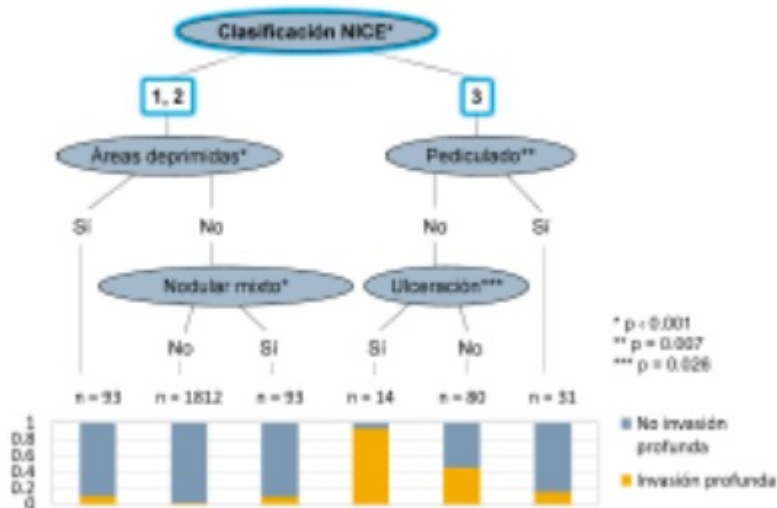 Clasificación NICE*
1, 2
3
Áreas deprimidas*
Pediculado**
Sí
No
No
Sí
Nodular mixto*
Ulceración***
No
Sí
Sí
No
* p < 0.001
** p = 0.007
*** p = 0.026
n = 93
n = 1812
n = 93
n = 14
n = 80
n = 31
1
0.8
0.6
0.4
0.2
0
No invasión
profunda
Invasión profunda